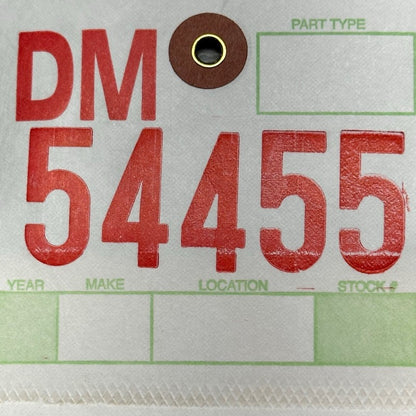 DM
PART TYPE
54455
YEAR MAKE LOCATION STOCK #